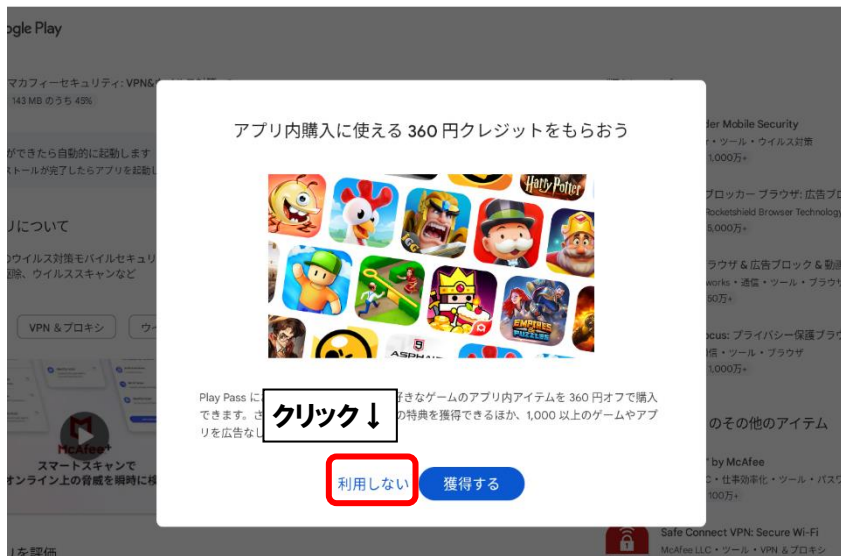 ogle Play
マカフィーセキュリティ: VPN&
143 MB のうち 45%
アプリ内購入に使える 360 円クレジットをもらおう
der Mobile Security
・ツール・ウイルス対策
1,000万+
ができたら自動的に起動します
ストールが完了したらアプリを起動し
Harry Potter
IGG
ブロッカー ブラウザ: 広告ブロ
Rocketshield Browser Technology
5,000万+
リについて
のウイルス対策モバイルセキュリ
駆除、ウイルススキャンなど
ラウザ & 広告ブロック & 動画
works・通信・ツール・ブラウザ
50万+
VPN & プロキシ
ウイ
EMPIRES & PUZZLES
ASPHALT
ocus: プライバシー保護ブラウ
通信・ツール・ブラウザ
1,000万+
Play Pass に
好きなゲームのアプリ内アイテムを 360 円オフで購入
できます。さ
の特典を獲得できるほか、1,000 以上のゲームやアプ
リを広告なし
クリック↓
のその他のアイテム
McAfee+
スマートスキャンで
オンライン上の脅威を瞬時に検
利用しない
獲得する
by McAfee
C・仕事効率化・ツール・パスワ
100万+
Safe Connect VPN: Secure Wi-Fi
McAfee LLC・ツール・VPN & プロキシ
リを評価